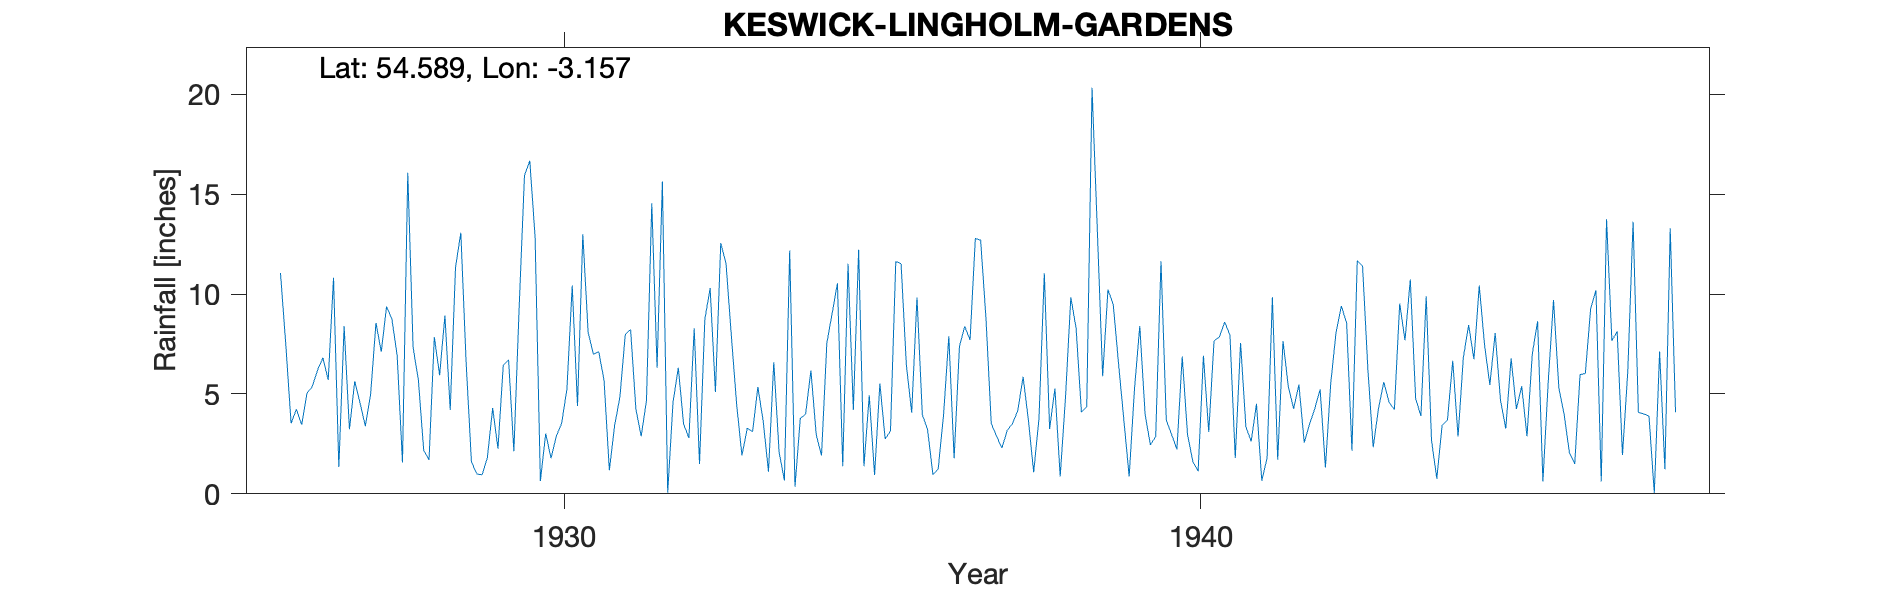 KESWICK-LINGHOLM-GARDENS
Lat: 54.589, Lon: -3.157
Rainfall [inches]
20
15
10
5
0
1930
1940
Year